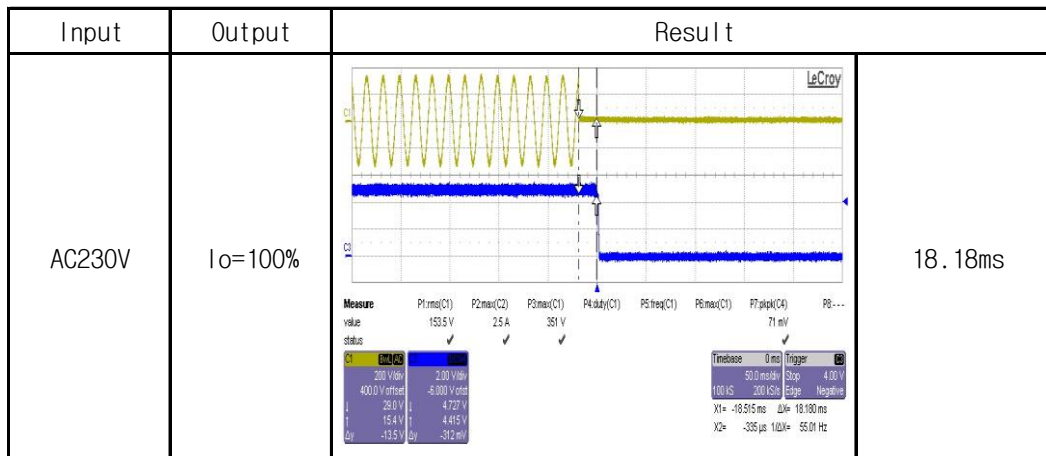 Input Output Result
AC230V Io=100% 18.18ms
LeCroy
C1
C3
Measure P1:rms(C1) P2:max(C2) P3:max(C1) P4:duty(C1) P5:freq(C1) P6:max(C1) P7:pkpk(C4) P8:---
value 153.5 V 2.5 A 351 V 71 mV
status
C1 BwL AC
200 V/div 2.00 V/div
400.0 V offset -6.000 V ofst
29.0 V 4.727 V
15.4 V 4.415 V
Δy -13.5 V Δy -312 mV
Timebase 0 ms Trigger
50.0 ms/div Stop 4.00 V
100 kS 200 kS/s Edge Negative
X1= -18.515 ms ΔX= 18.180 ms
X2= -335 µs 1/ΔX= 55.01 Hz